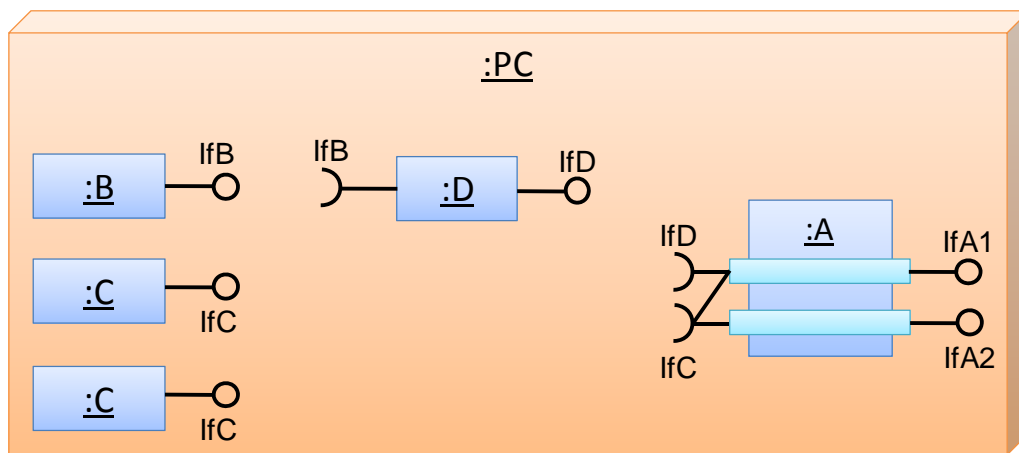 :PC
IfB
IfB
IfD
:B
:D
IfD
:A
IfA1
:C
IfC
IfC
IfA2
:C
IfC